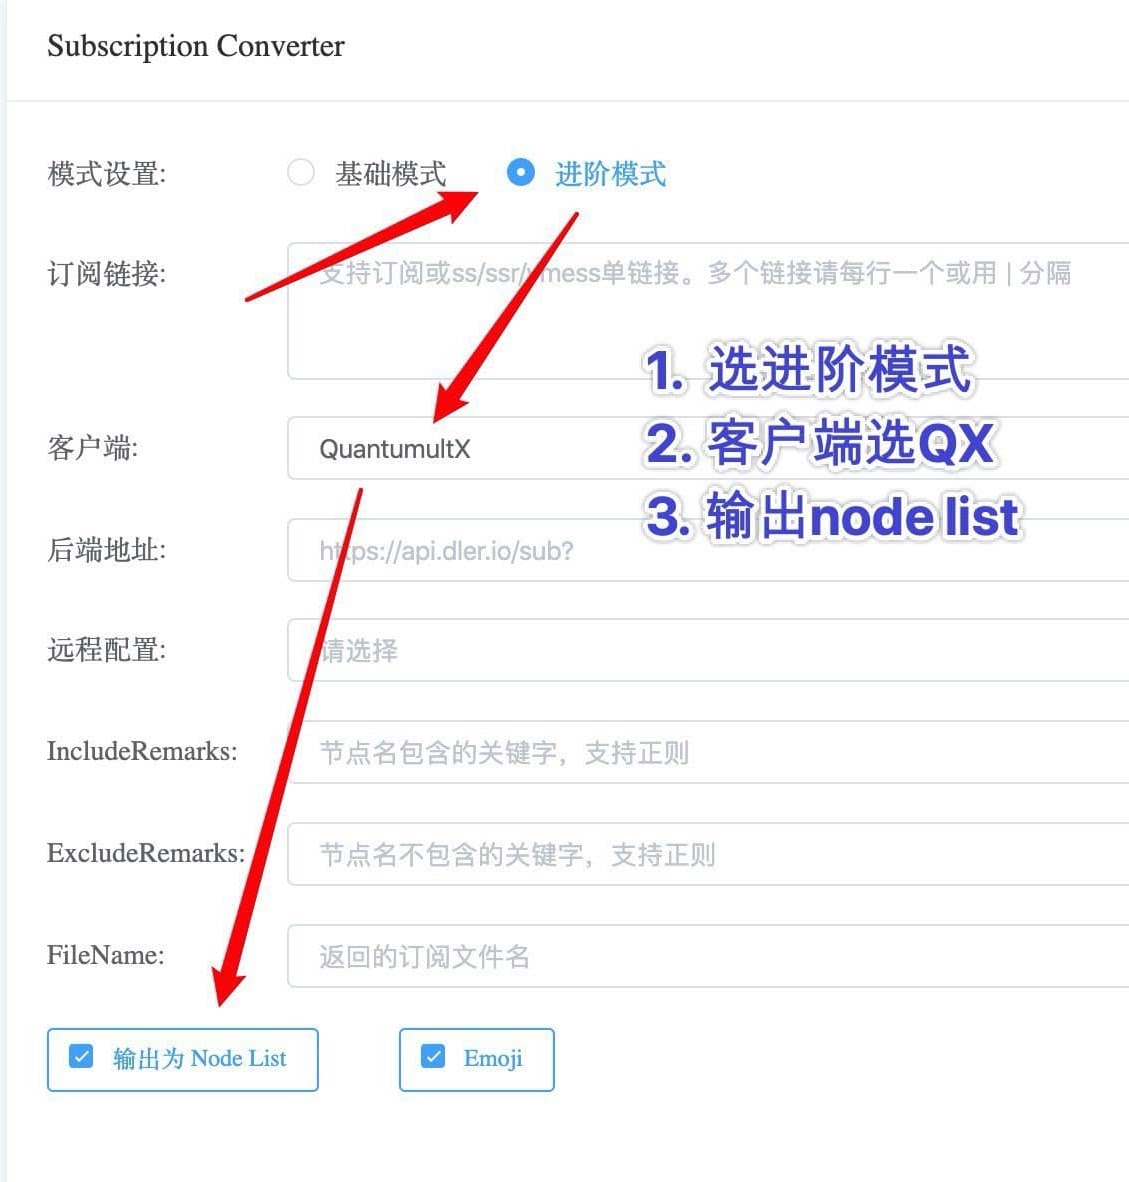 Subscription Converter
模式设置: 基础模式 进阶模式
订阅链接: 支持订阅或ss/ssr/vmess单链接。多个链接请每行一个或用 | 分隔
1. 选进阶模式
2. 客户端选QX
客户端: QuantumultX
3. 输出node list
后端地址: https://api.dler.io/sub?
远程配置: 请选择
IncludeRemarks: 节点名包含的关键字，支持正则
ExcludeRemarks: 节点名不包含的关键字，支持正则
FileName: 返回的订阅文件名
输出为 Node List Emoji